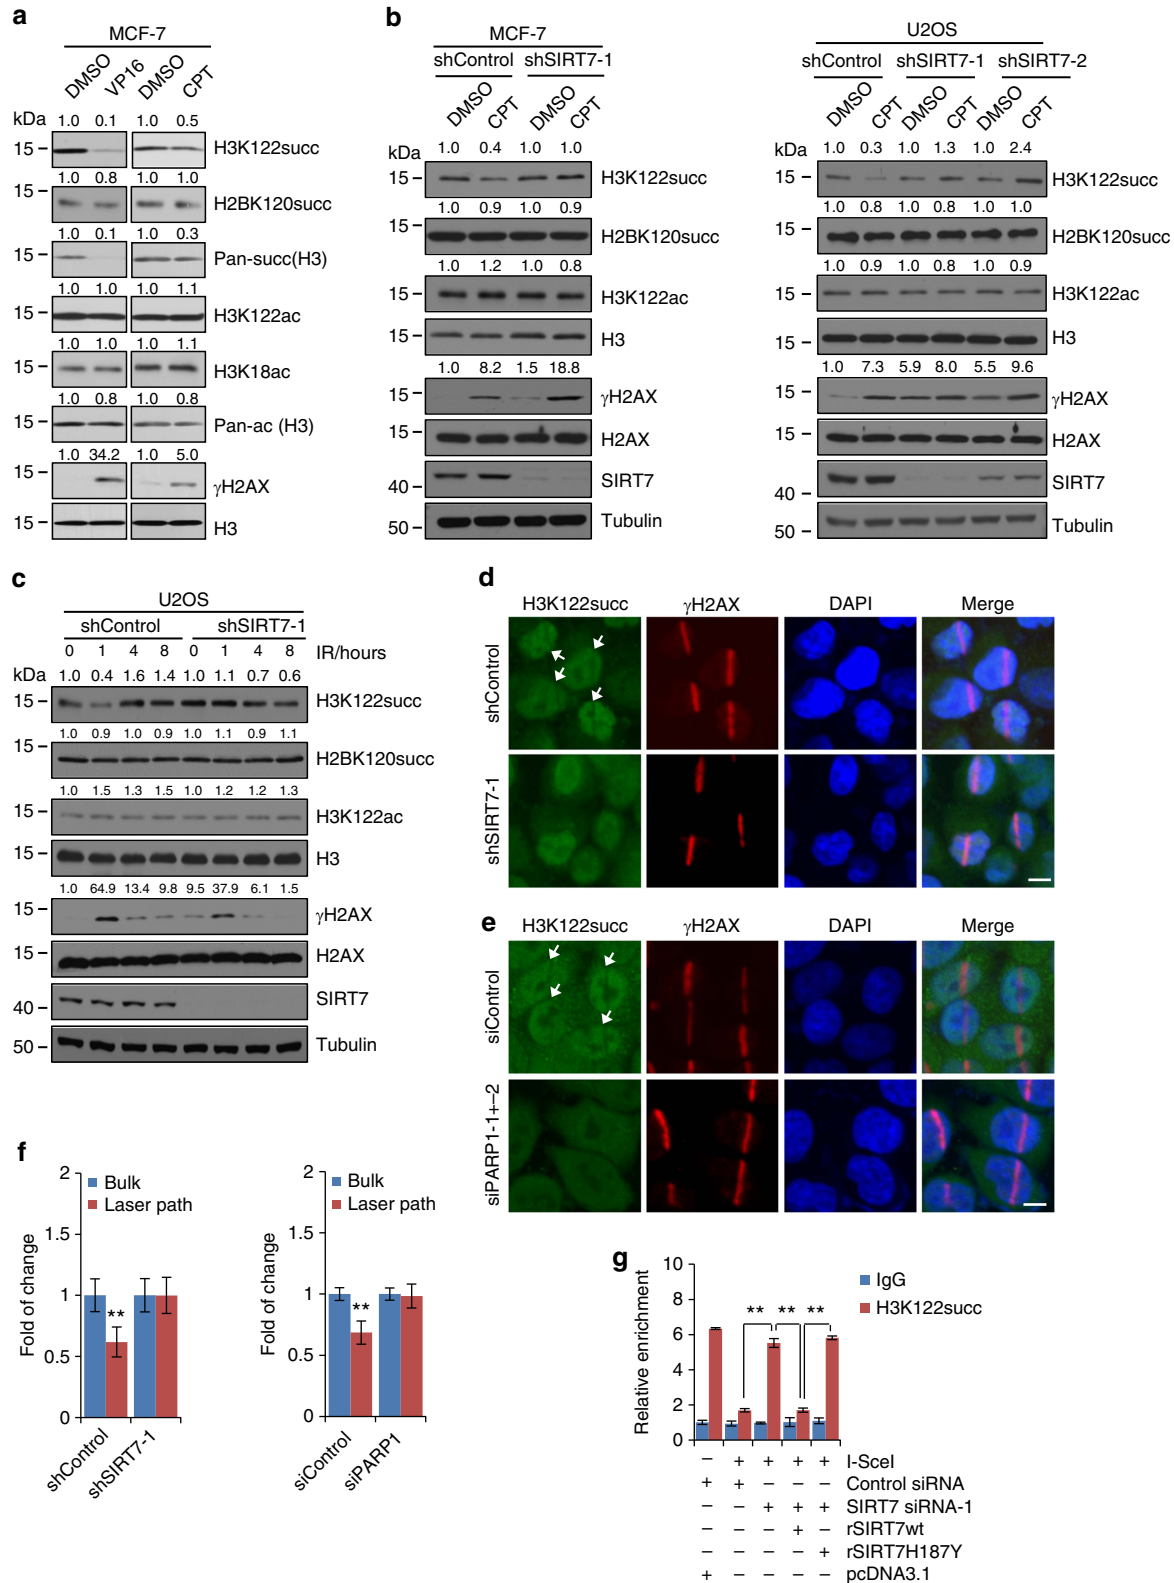 a
MCF-7
DMSO VP16 DMSO CPT
kDa 1.0 0.1 1.0 0.5
15 H3K122succ
1.0 0.8 1.0 1.0
15 H2BK120succ
1.0 0.1 1.0 0.3
15 Pan-succ(H3)
1.0 1.0 1.0 1.1
15 H3K122ac
1.0 1.0 1.0 1.1
15 H3K18ac
1.0 0.8 1.0 0.8
15 Pan-ac (H3)
1.0 34.2 1.0 5.0
15 γH2AX
15 H3
b
MCF-7
shControl shSIRT7-1
DMSO CPT DMSO CPT
kDa 1.0 0.4 1.0 1.0
15 H3K122succ
1.0 0.9 1.0 0.9
15 H2BK120succ
1.0 1.2 1.0 0.8
15 H3K122ac
15 H3
1.0 8.2 1.5 18.8
15 γH2AX
15 H2AX
40 SIRT7
50 Tubulin
U2OS
shControl shSIRT7-1 shSIRT7-2
DMSO CPT DMSO CPT DMSO CPT
kDa 1.0 0.3 1.0 1.3 1.0 2.4
15 H3K122succ
1.0 0.8 1.0 0.8 1.0 1.0
15 H2BK120succ
1.0 0.9 1.0 0.8 1.0 0.9
15 H3K122ac
15 H3
1.0 7.3 5.9 8.0 5.5 9.6
15 γH2AX
15 H2AX
40 SIRT7
50 Tubulin
c
U2OS
shControl shSIRT7-1
0 1 4 8 0 1 4 8 IR/hours
kDa 1.0 0.4 1.6 1.4 1.0 1.1 0.7 0.6
15 H3K122succ
1.0 0.9 1.0 0.9 1.0 1.1 0.9 1.1
15 H2BK120succ
1.0 1.5 1.3 1.5 1.0 1.2 1.2 1.3
15 H3K122ac
15 H3
1.0 64.9 13.4 9.8 9.5 37.9 6.1 1.5
15 γH2AX
15 H2AX
40 SIRT7
50 Tubulin
d
H3K122succ γH2AX DAPI Merge
shControl
shSIRT7-1
e
H3K122succ γH2AX DAPI Merge
siControl
siPARP1-1+–2
f
Fold of change
2
1.5
1
0.5
0
Bulk
Laser path
**
shControl shSIRT7-1
Fold of change
2
1.5
1
0.5
0
Bulk
Laser path
**
siControl siPARP1
g
Relative enrichment
10
8
6
4
2
0
IgG
H3K122succ
** ** **
– + + + + I-SceI
+ + – – – Control siRNA
– – + + + SIRT7 siRNA-1
– – – + – rSIRT7wt
– – – – + rSIRT7H187Y
+ – – – – pcDNA3.1